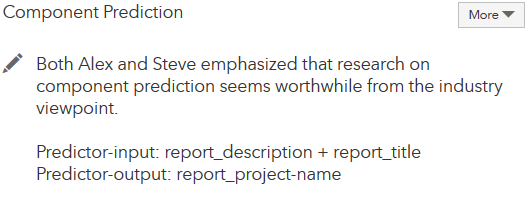 Component Prediction
More
Both Alex and Steve emphasized that research on
component prediction seems worthwhile from the industry
viewpoint.
Predictor-input: report_description + report_title
Predictor-output: report_project-name